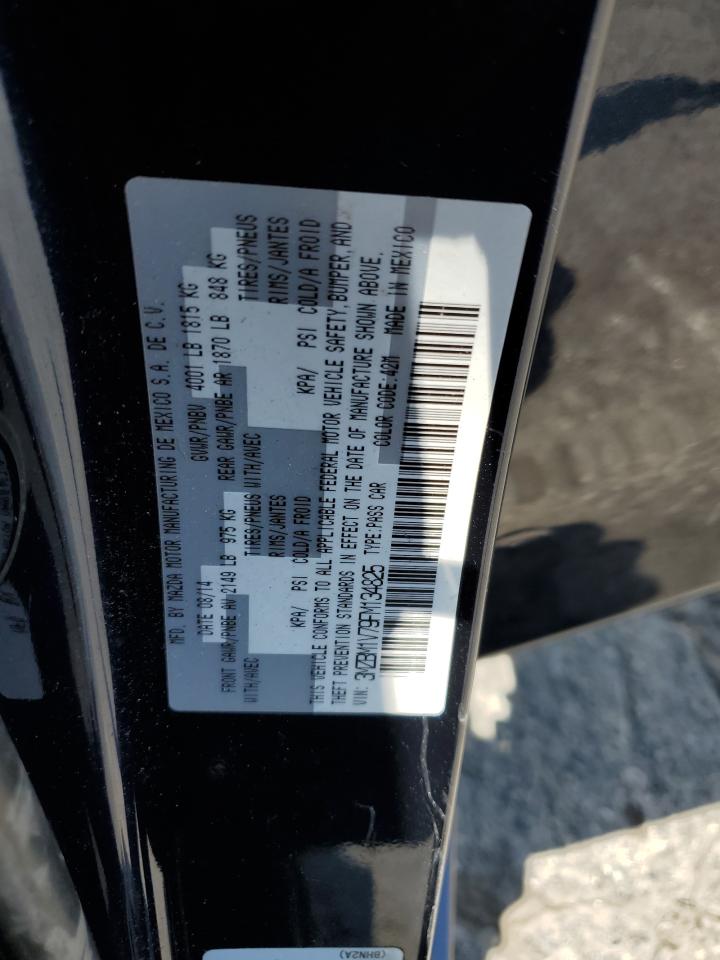 MFD. BY MAZDA MOTOR MANUFACTURING DE MEXICO S.A. DE C.V.
DATE 08/14 GVWR/PNBV 4001 LB 1815 KG
FRONT GAWR/PNBE AV 2149 LB 975 KG REAR GAWR/PNBE AR 1870 LB 848 KG
WITH/AVEC TIRES/PNEUS WITH/AVEC TIRES/PNEUS
RIMS/JANTES RIMS/JANTES
KPA/ PSI COLD/A FROID KPA/ PSI COLD/A FROID
THIS VEHICLE CONFORMS TO ALL APPLICABLE FEDERAL MOTOR VEHICLE SAFETY, BUMPER, AND
THEFT PREVENTION STANDARDS IN EFFECT ON THE DATE OF MANUFACTURE SHOWN ABOVE.
VIN: 3MZBM1V79FM134625 TYPE:PASS CAR COLOR CODE:42M MADE IN MEXICO
(BHN2A)